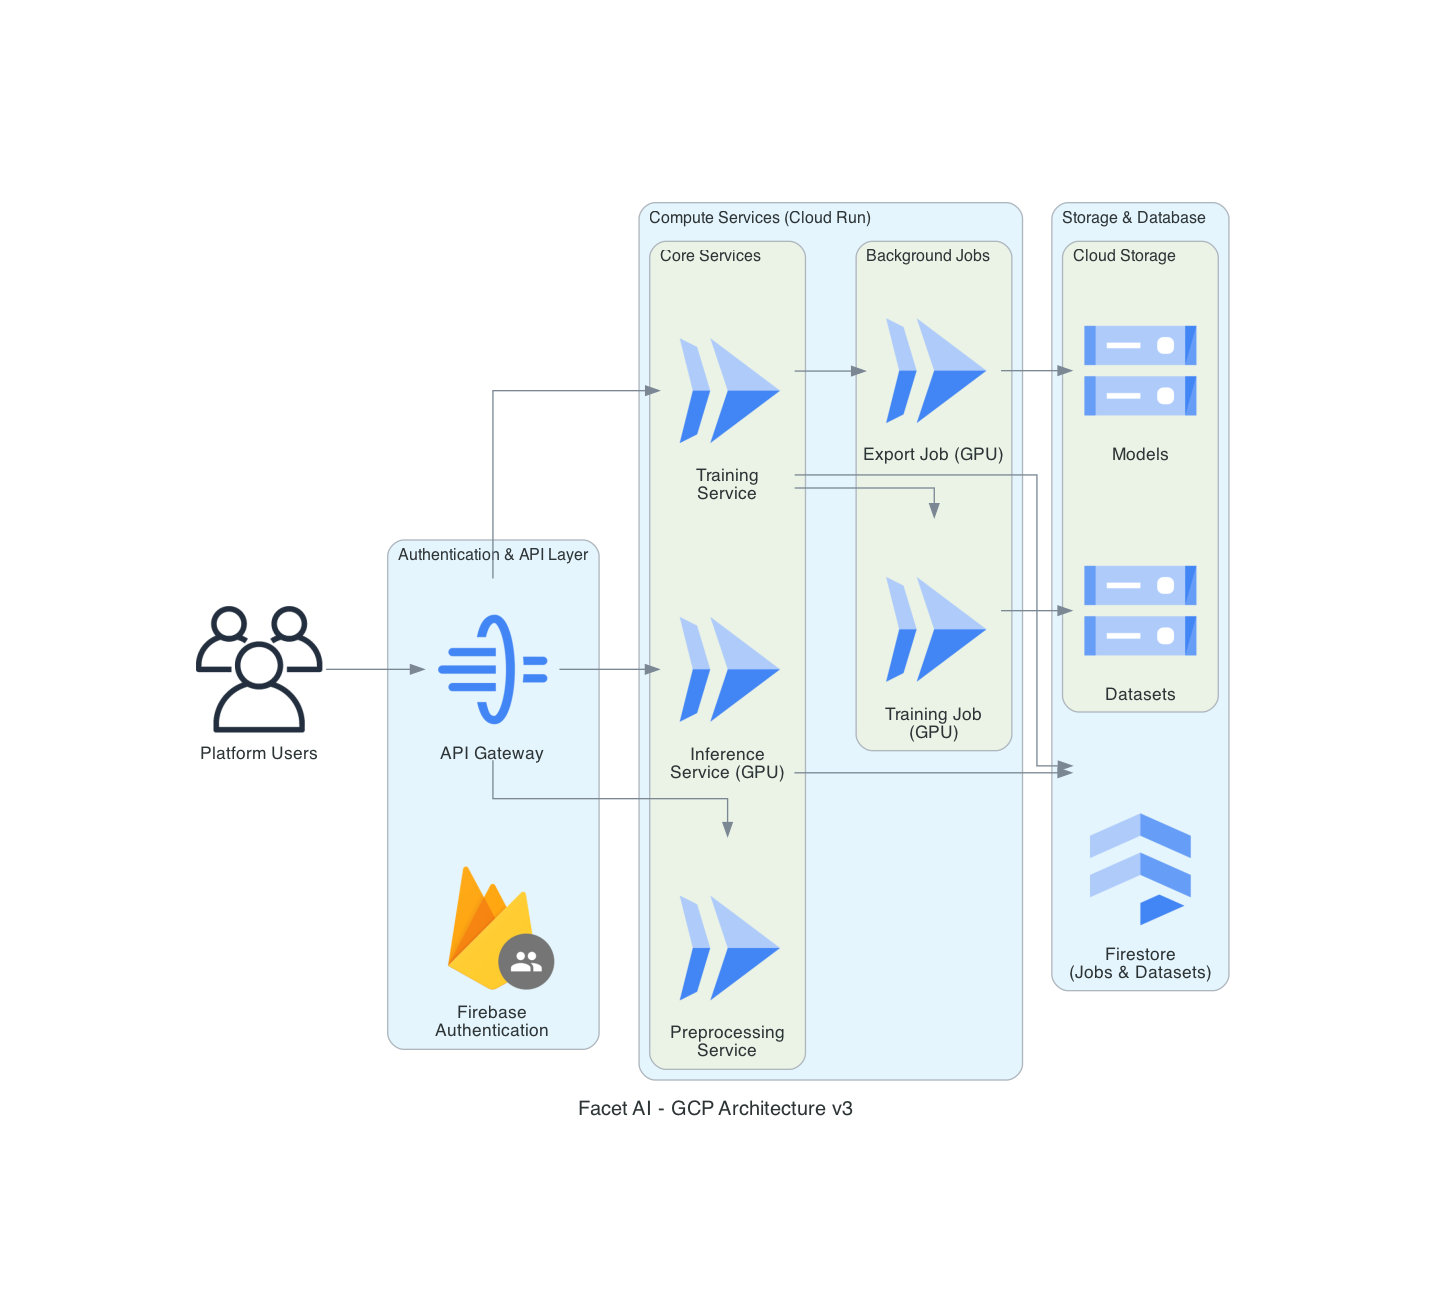 Compute Services (Cloud Run)
Storage & Database
Core Services
Background Jobs
Cloud Storage
Export Job (GPU)
Models
Training
Service
Authentication & API Layer
Datasets
Training Job
(GPU)
Platform Users
API Gateway
Inference
Service (GPU)
Firestore
(Jobs & Datasets)
Firebase
Authentication
Preprocessing
Service
Facet AI - GCP Architecture v3